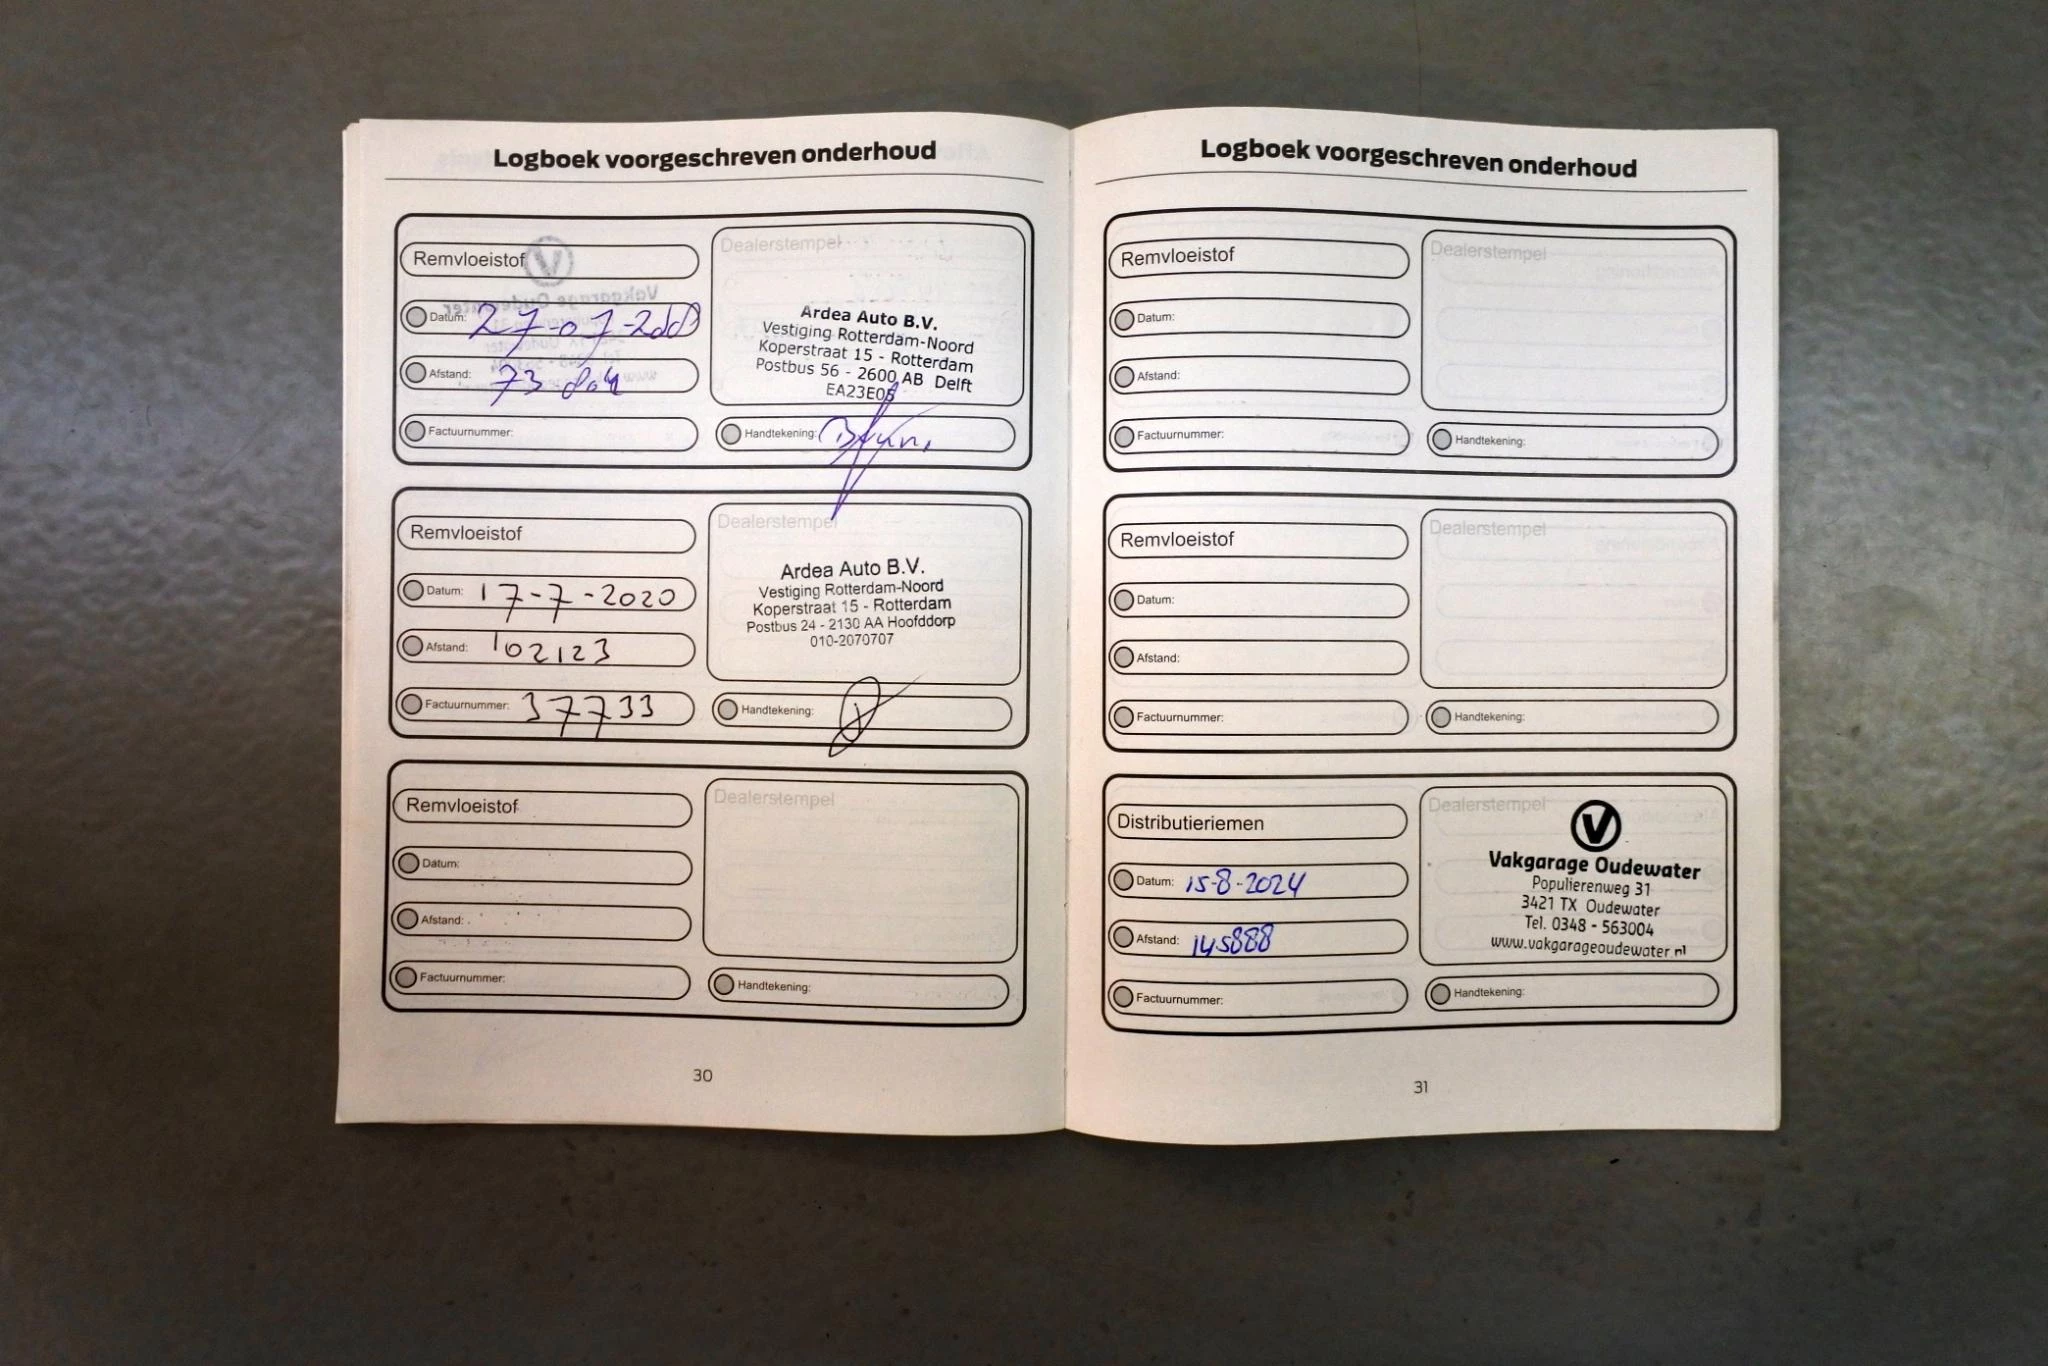 Logboek voorgeschreven onderhoud
Remvloeistof
Datum: 27-07-
Afstand: 73
Factuurnummer:
Dealerstempel
Ardea Auto B.V.
Vestiging Rotterdam-Noord
Koperstraat 15 - Rotterdam
Postbus 56 - 2600 AB Delft
EA23E05
Handtekening:
Remvloeistof
Datum: 17-7-2020
Afstand: 102123
Factuurnummer: 37733
Dealerstempel
Ardea Auto B.V.
Vestiging Rotterdam-Noord
Koperstraat 15 - Rotterdam
Postbus 24 - 2130 AA Hoofddorp
010-2070707
Handtekening:
Remvloeistof
Datum:
Afstand:
Factuurnummer:
Dealerstempel
Handtekening:
30
Logboek voorgeschreven onderhoud
Remvloeistof
Datum:
Afstand:
Factuurnummer:
Dealerstempel
Handtekening:
Remvloeistof
Datum:
Afstand:
Factuurnummer:
Dealerstempel
Handtekening:
Distributieriemen
Datum: 15-8-2024
Afstand: 145888
Factuurnummer:
Dealerstempel
V
Vakgarage Oudewater
Populierenweg 31
3421 TX Oudewater
Tel. 0348 - 563004
www.vakgarageoudewater.nl
Handtekening:
31